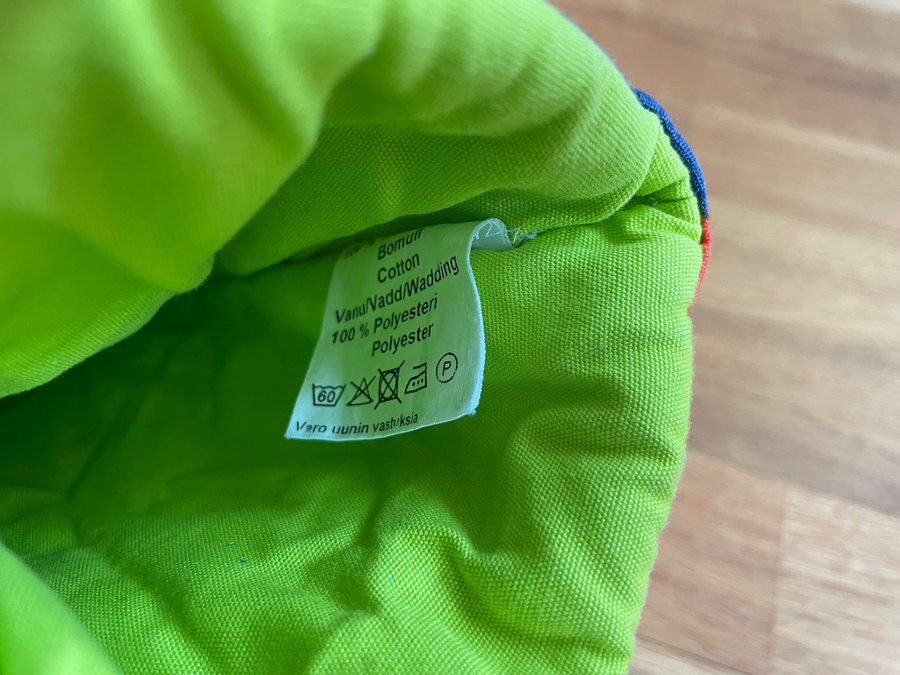 Bomull
Cotton
Vanu/Vadd/Wadding
100 % Polyesteri
Polyester
60 P
Varo uunin vastuksia